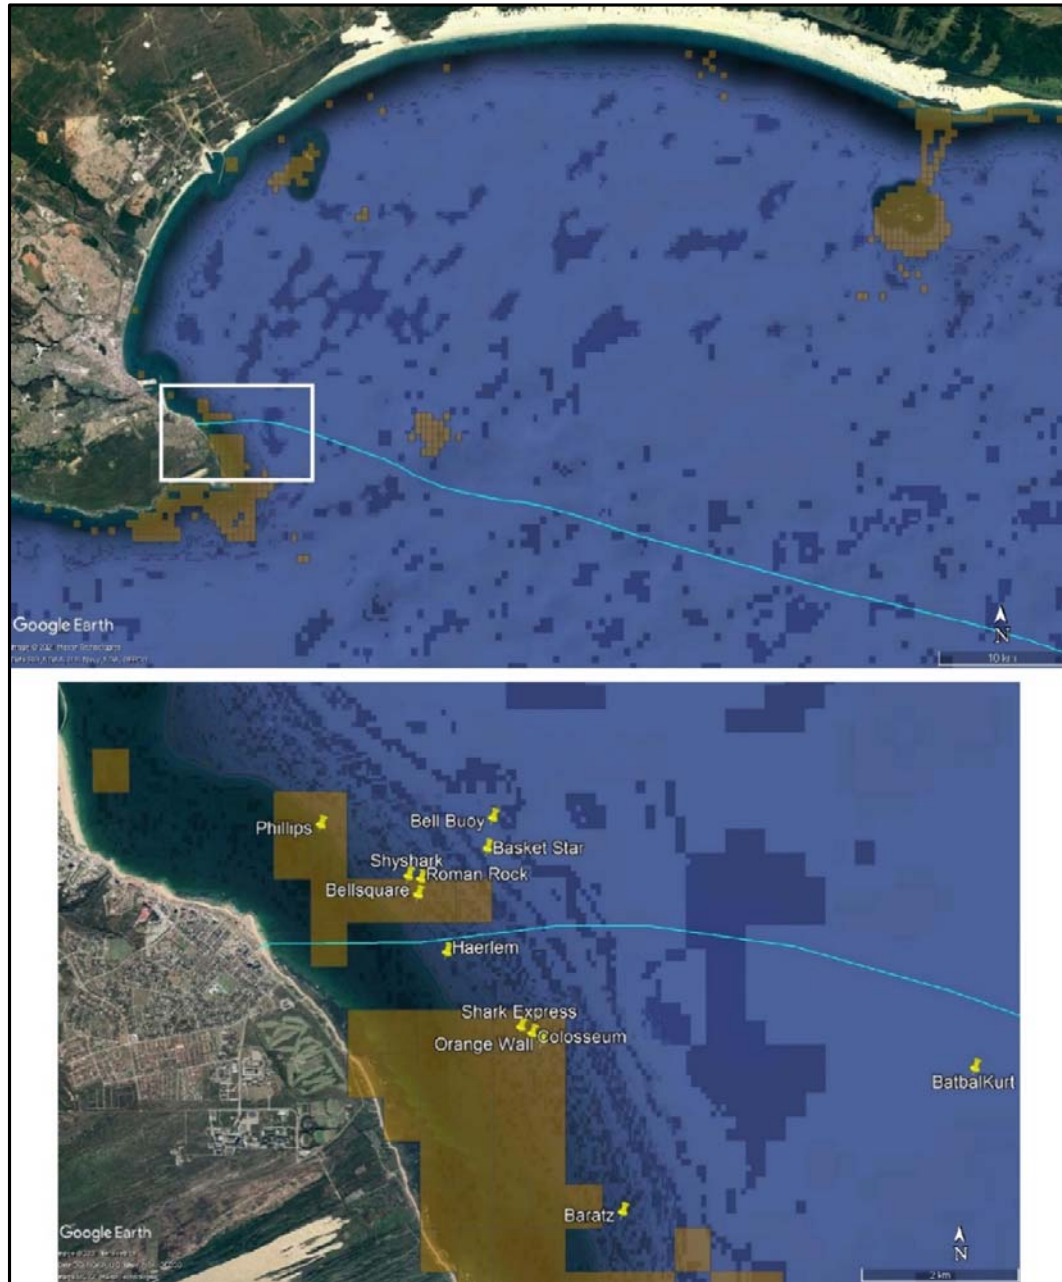 Google Earth
N
10 km
Phillips
Bell Buoy
Basket Star
Shyshark
Roman Rock
Bellsquare
Haerlem
Shark Express
Colosseum
Orange Wall
BatbalKurt
Baratz
Google Earth
N
2 km